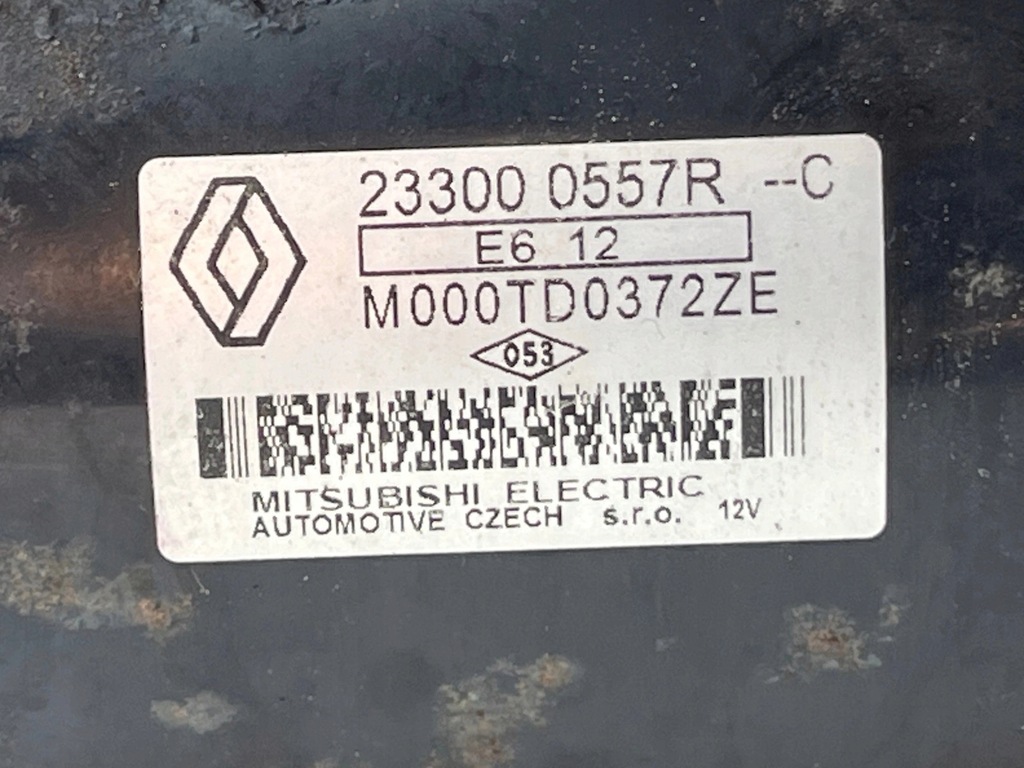 23300 0557R --C
E6 12
M000TD0372ZE
053
MITSUBISHI ELECTRIC
AUTOMOTIVE CZECH s.r.o. 12V